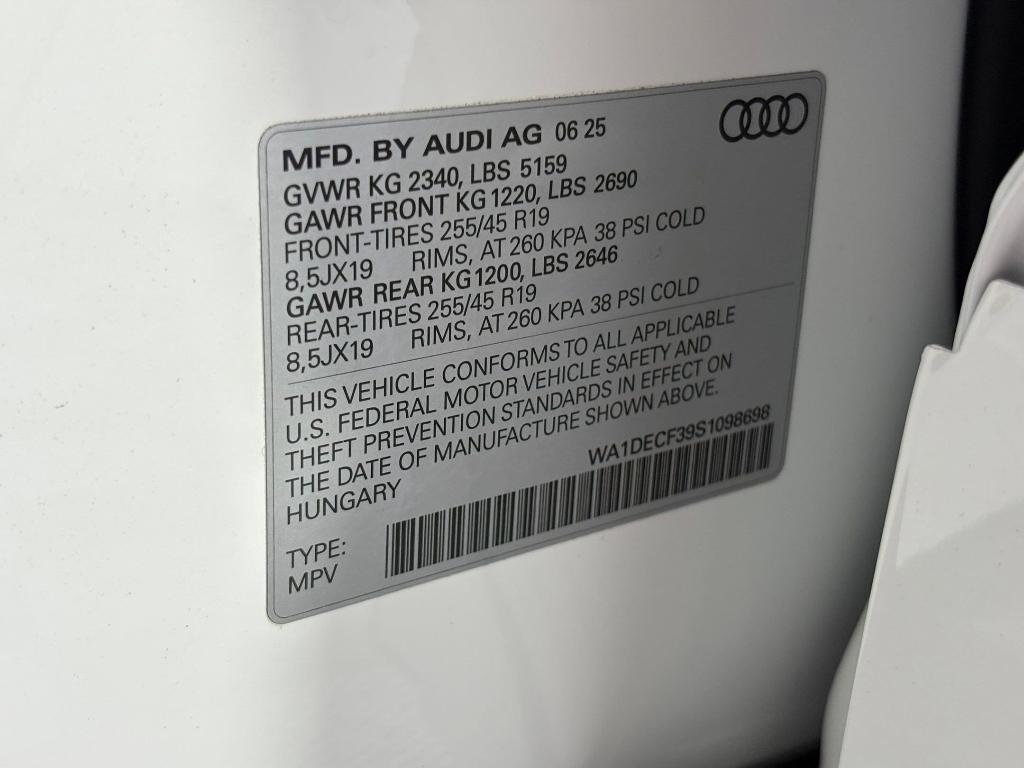 MFD. BY AUDI AG 06 25
GVWR KG 2340, LBS 5159
GAWR FRONT KG 1220, LBS 2690
FRONT-TIRES 255/45 R19
8,5JX19 RIMS, AT 260 KPA 38 PSI COLD
GAWR REAR KG 1200, LBS 2646
REAR-TIRES 255/45 R19
8,5JX19 RIMS, AT 260 KPA 38 PSI COLD
THIS VEHICLE CONFORMS TO ALL APPLICABLE
U.S. FEDERAL MOTOR VEHICLE SAFETY AND
THEFT PREVENTION STANDARDS IN EFFECT ON
THE DATE OF MANUFACTURE SHOWN ABOVE.
HUNGARY
WA1DECF39S1098698
TYPE:
MPV